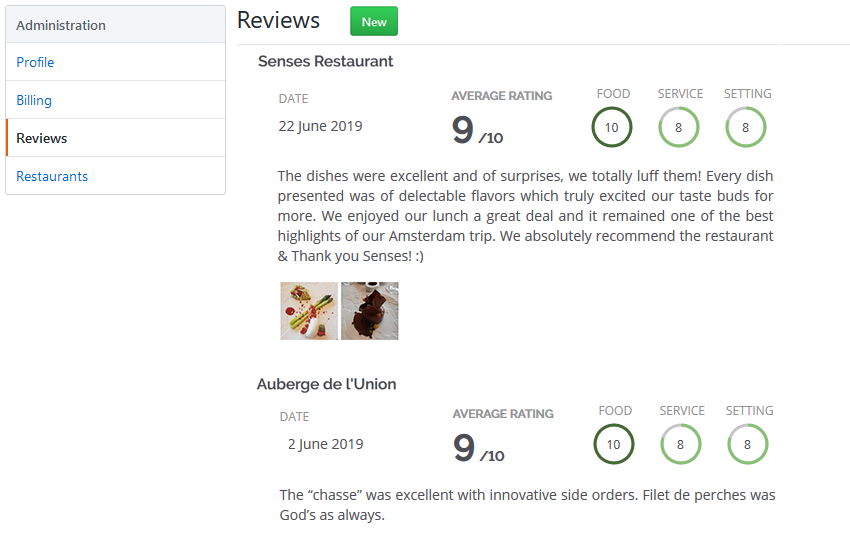 Administration
Profile
Billing
Reviews
Restaurants
Reviews
New
Senses Restaurant
DATE
22 June 2019
AVERAGE RATING
9 /10
FOOD SERVICE SETTING
10 8 8
The dishes were excellent and of surprises, we totally luff them! Every dish
presented was of delectable flavors which truly excited our taste buds for
more. We enjoyed our lunch a great deal and it remained one of the best
highlights of our Amsterdam trip. We absolutely recommend the restaurant
& Thank you Senses! :)
Auberge de l'Union
DATE
2 June 2019
AVERAGE RATING
9 /10
FOOD SERVICE SETTING
10 8 8
The “chasse” was excellent with innovative side orders. Filet de perches was
God’s as always.